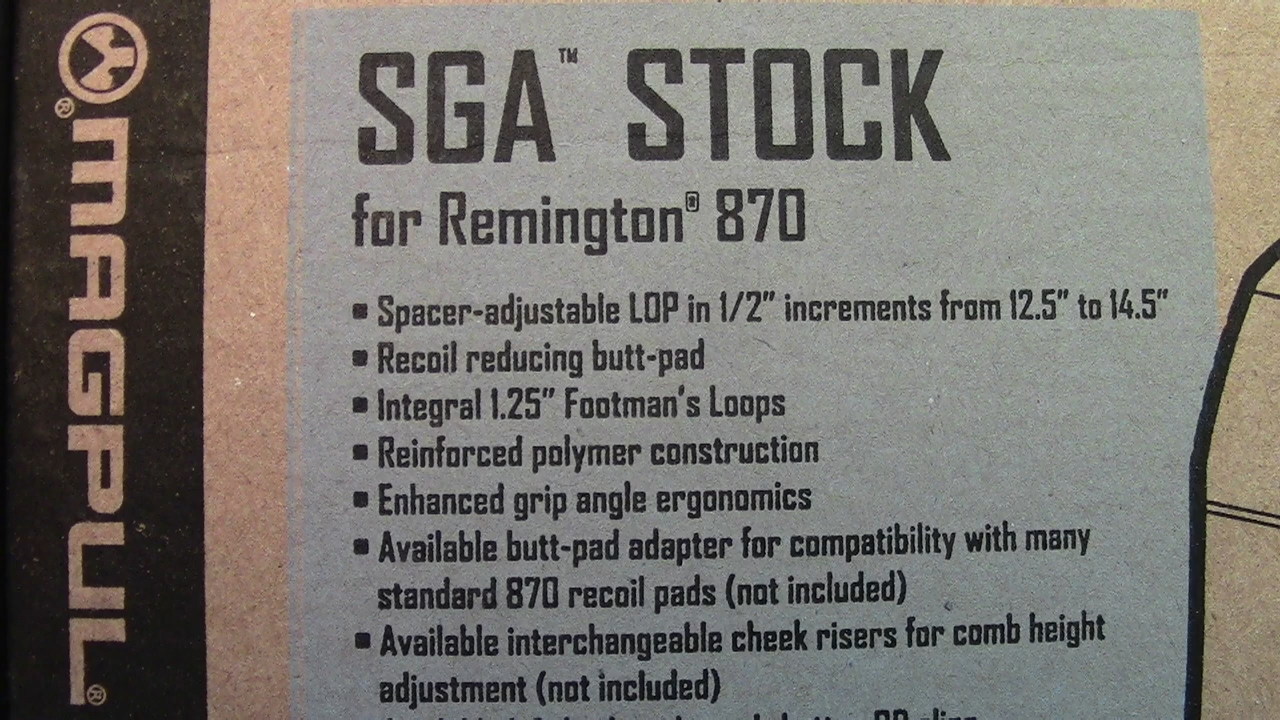 MAGPUL®
SGA™ STOCK
for Remington® 870
▪ Spacer-adjustable LOP in 1/2” increments from 12.5” to 14.5”
▪ Recoil reducing butt-pad
▪ Integral 1.25” Footman’s Loops
▪ Reinforced polymer construction
▪ Enhanced grip angle ergonomics
▪ Available butt-pad adapter for compatibility with many
standard 870 recoil pads (not included)
▪ Available interchangeable cheek risers for comb height
adjustment (not included)